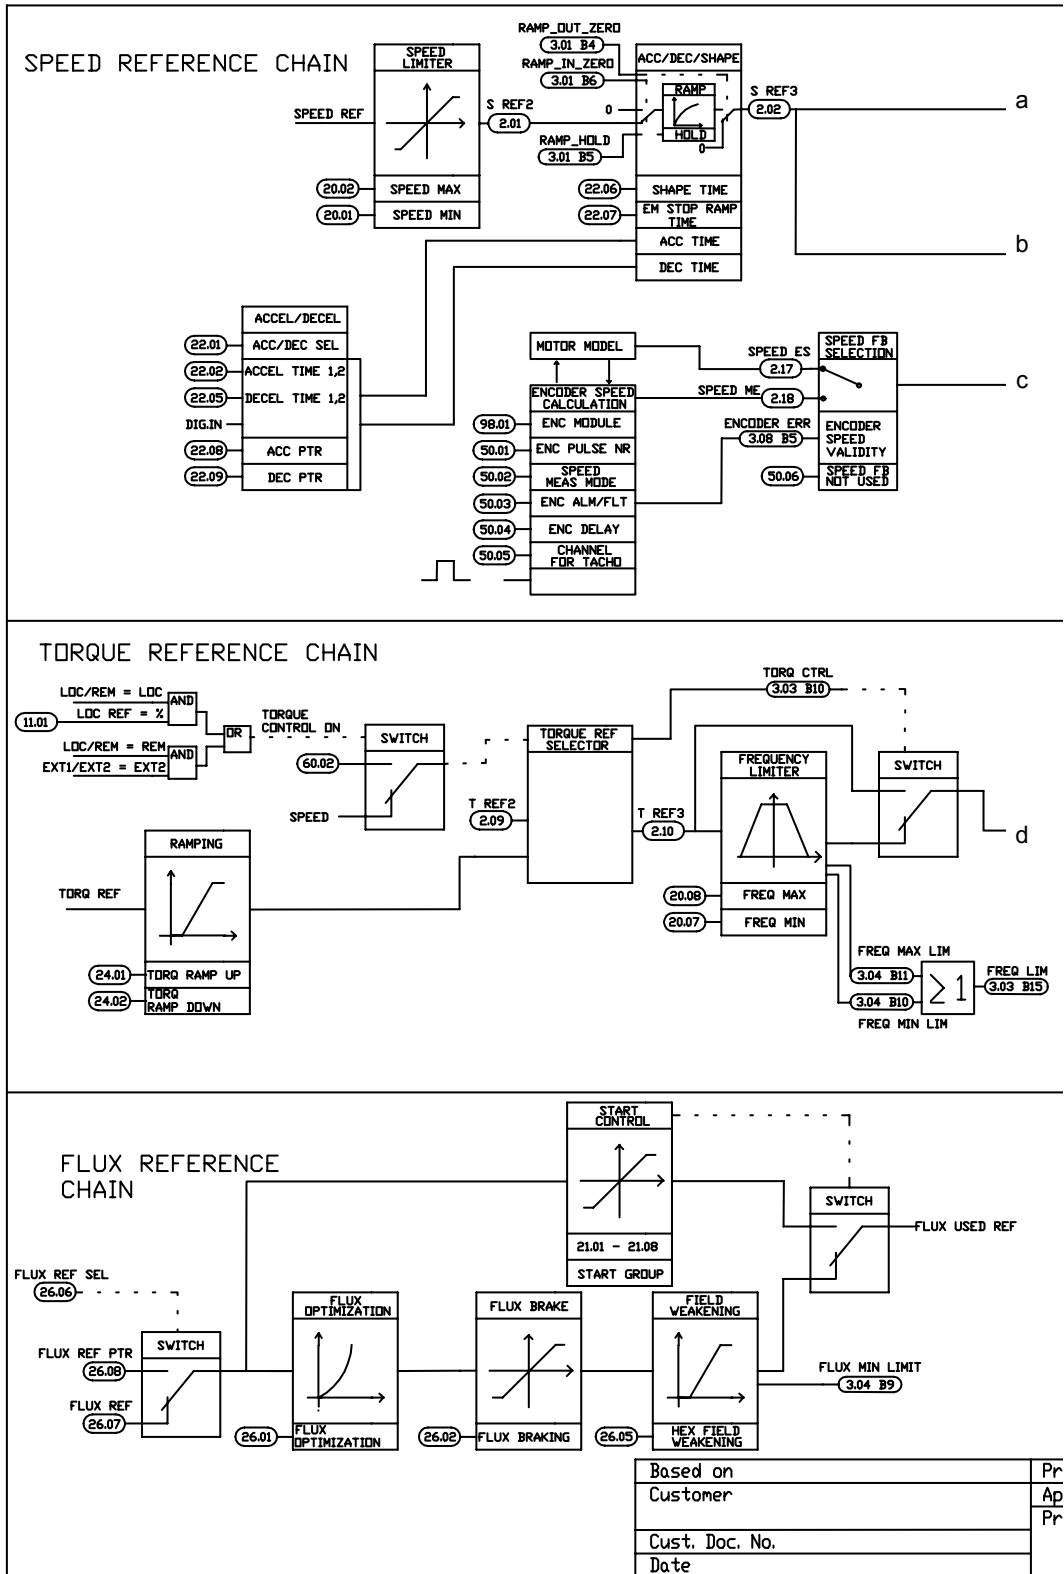 SPEED REFERENCE CHAIN
SPEED
LIMITER
SPEED REF
20.02
SPEED MAX
20.01
SPEED MIN
S REF2
2.01
RAMP_OUT_ZERO
3.01 B4
RAMP_IN_ZERO
3.01 B6
0
RAMP_HOLD
3.01 B5
ACC/DEC/SHAPE
RAMP
HOLD
0
22.06
SHAPE TIME
22.07
EM STOP RAMP
TIME
ACC TIME
DEC TIME
S REF3
2.02
a
b
ACCEL/DECEL
22.01
ACC/DEC SEL
22.02
ACCEL TIME 1,2
22.05
DECEL TIME 1,2
DIG.IN
22.08
ACC PTR
22.09
DEC PTR
MOTOR MODEL
ENCODER SPEED
CALCULATION
98.01
ENC MODULE
50.01
ENC PULSE NR
50.02
SPEED
MEAS MODE
50.03
ENC ALM/FLT
50.04
ENC DELAY
50.05
CHANNEL
FOR TACHO
SPEED ES
2.17
SPEED ME
2.18
ENCODER ERR
3.08 B5
50.06
SPEED FB
SELECTION
ENCODER
SPEED
VALIDITY
SPEED FB
NOT USED
c
TORQUE REFERENCE CHAIN
LOC/REM = LOC
11.01
LOC REF = %
AND
LOC/REM = REM
EXT1/EXT2 = EXT2
AND
OR
TORQUE
CONTROL ON
SWITCH
60.02
SPEED
TORQUE REF
SELECTOR
T REF2
2.09
T REF3
2.10
TORQ CTRL
3.03 B10
FREQUENCY
LIMITER
20.08
FREQ MAX
20.07
FREQ MIN
SWITCH
d
RAMPING
TORQ REF
24.01
TORQ RAMP UP
24.02
TORQ
RAMP DOWN
FREQ MAX LIM
3.04 B11
3.04 B10
FREQ MIN LIM
∑ 1
FREQ LIM
3.03 B15
FLUX REFERENCE
CHAIN
START
CONTROL
21.01 - 21.08
START GROUP
SWITCH
FLUX USED REF
FLUX REF SEL
26.06
FLUX REF PTR
26.08
FLUX REF
26.07
SWITCH
FLUX
OPTIMIZATION
26.01
FLUX
OPTIMIZATION
FLUX BRAKE
26.02
FLUX BRAKING
FIELD
WEAKENING
26.05
HEX FIELD
WEAKENING
FLUX MIN LIMIT
3.04 B9
Based on
Pr
Customer
Ap
Pr
Cust. Doc. No.
Date